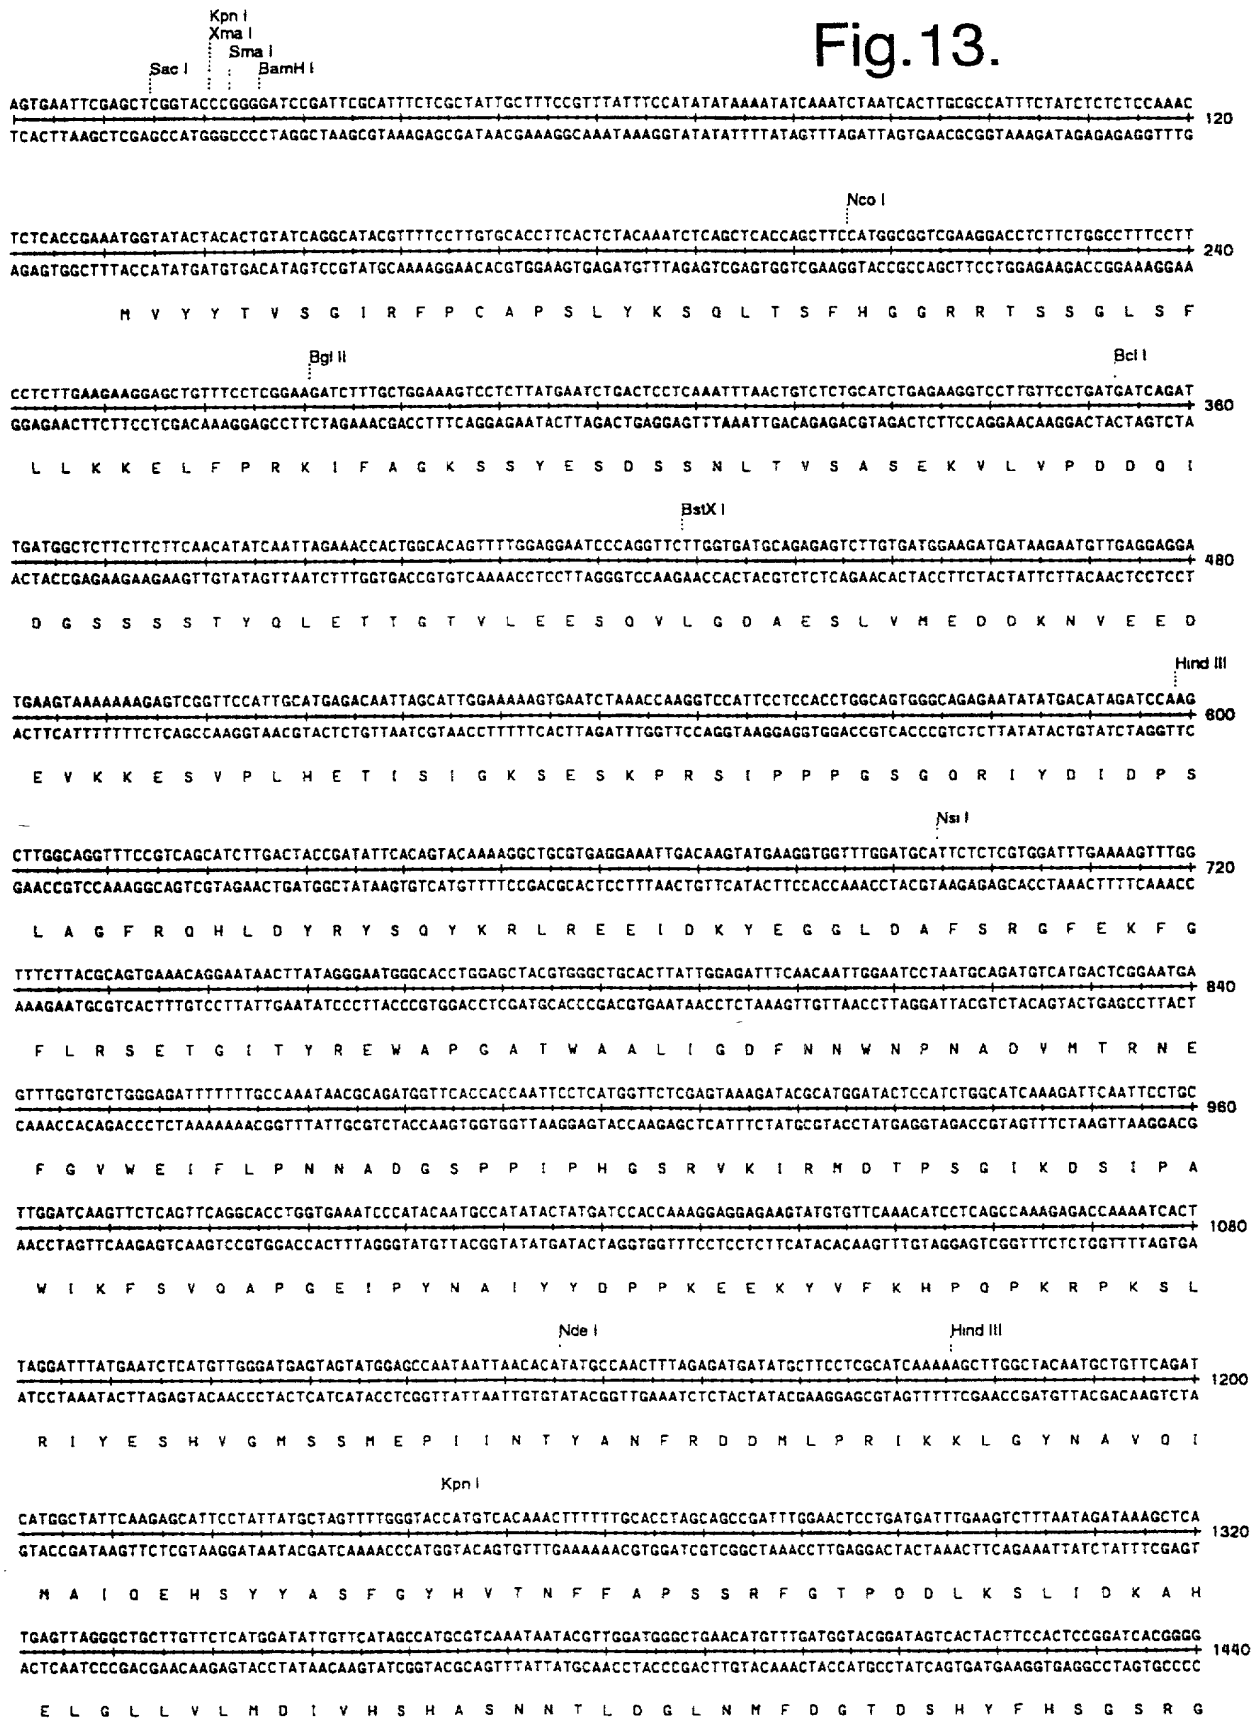 Fig.13.
Kpn I
Xma I
Sma I
Sac I BamH I
AGTGAATTCGAGCTCGGTACCCGGGGATCCGATTCGCATTTCTCGCTATTGCTTTCCGTTTATTTCCATATATATAAAATATCAAATCTAATCACTTGCGCCATTTCTATCTCTCTCCAAAC
120
TCACTTAAGCTCGAGCCATGGGCCCCTAGGCTAAGCGTAAAGAGCGATAACGAAAGGCAAATAAAGGTATATATATTTTATAGTTTAGATTAGTGAACGCGGTAAAGATAGAGAGAGGTTTG
Nco I
TCTCACCGAAATGGTATACTACACTGTATCAGGCATACGTTTTCCTTGTGCACCTTCACTCTACAAATCTCAGCTCACCAGCTTCCATGGCGGTCGAAGGACCTCTTCTGGCCTTTCCTT
240
AGAGTGGCTTTACCATATGATGTGACATAGTCCGTATGCAAAAGGAACACGTGGAAGTGAGATGTTTAGAGTCGAGTGGTCGAAGGTACCGCCAGCTTCCTGGAGAAGACCGGAAAGGAA
M V Y Y T V S G I R F P C A P S L Y K S Q L T S F H G G R R T S S G L S F
Bgl II Bcl I
CCTCTTGAAGAAGGAGCTGTTTCCTCGGAAGATCTTTGCTGGAAAGTCCTCTTATGAATCTGACTCCTCAAATTTAACTGTCTCTGCATCTGAGAAGGTCCTTGTTCCTGATGATCAGAT
360
GGAGAACTTCTTCCTCGACAAAGGAGCCTTCTAGAAACGACCTTTCAGGAGAATACTTAGACTGAGGAGTTTAAATTGACAGAGACGTAGACTCTTCCAGGAACAAGGACTACTAGTCTA
L L K K E L F P R K I F A G K S S Y E S D S S N L T V S A S E K V L V P D D Q I
BstX I
TGATGGCTCTTCTTCTTCAACATATCAATTAGAAACCACTGGCACAGTTTTGGAGGAATCCCAGGTTCTTGGTGATGCAGAGAGTCTTGTGATGGAAGATGATAAGAATGTTGAGGAGGA
480
ACTACCGAGAAGAAGAAGTTGTATAGTTAATCTTTGGTGACCGTGTCAAAACCTCCTTAGGGTCCAAGAACCACTACGTCTCTCAGAACACTACCTTCTACTATTCTTACAACTCCTCCT
D G S S S S T Y Q L E T T G T V L E E S Q V L G D A E S L V M E D D K N V E E D
Hind III
TGAAGTAAAAAAAGAGTCGGTTCCATTGCATGAGACAATTAGCATTGGAAAAAGTGAATCTAAACCAAGGTCCATTCCTCCACCTGGCAGTGGGCAGAGAATATATGACATAGATCCAAG
600
ACTTCATTTTTTTCTCAGCCAAGGTAACGTACTCTGTTAATCGTAACCTTTTTCACTTAGATTTGGTTCCAGGTAAGGAGGTGGACCGTCACCCGTCTCTTATATACTGTATCTAGGTTC
E V K K E S V P L H E T I S I G K S E S K P R S I P P P G S G Q R I Y D I D P S
Nsi I
CTTGGCAGGTTTCCGTCAGCATCTTGACTACCGATATTCACAGTACAAAAGGCTGCGTGAGGAAATTGACAAGTATGAAGGTGGTTTGGATGCATTCTCTCGTGGATTTGAAAAGTTTGG
720
GAACCGTCCAAAGGCAGTCGTAGAACTGATGGCTATAAGTGTCATGTTTTCCGACGCACTCCTTTAACTGTTCATACTTCCACCAAACCTACGTAAGAGAGCACCTAAACTTTTCAAACC
L A G F R Q H L D Y R Y S Q Y K R L R E E I D K Y E G G L D A F S R G F E K F G
TTTCTTACGCAGTGAAACAGGAATAACTTATAGGGAATGGGCACCTGGAGCTACGTGGGCTGCACTTATTGGAGATTTCAACAATTGGAATCCTAATGCAGATGTCATGACTCGGAATGA
840
AAAGAATGCGTCACTTTGTCCTTATTGAATATCCCTTACCCGTGGACCTCGATGCACCCGACGTGAATAACCTCTAAAGTTGTTAACCTTAGGATTACGTCTACAGTACTGAGCCTTACT
F L R S E T G I T Y R E W A P G A T W A A L I G D F N N W N P N A D V M T R N E
GTTTGGTGTCTGGGAGATTTTTTTGCCAAATAACGCAGATGGTTCACCACCAATTCCTCATGGTTCTCGAGTAAAGATACGCATGGATACTCCATCTGGCATCAAAGATTCAATTCCTGC
960
CAAACCACAGACCCTCTAAAAAAACGGTTTATTGCGTCTACCAAGTGGTGGTTAAGGAGTACCAAGAGCTCATTTCTATGCGTACCTATGAGGTAGACCGTAGTTTCTAAGTTAAGGACG
F G V W E I F L P N N A D G S P P I P H G S R V K I R M D T P S G I K D S I P A
TTGGATCAAGTTCTCAGTTCAGGCACCTGGTGAAATCCCATACAATGCCATATACTATGATCCACCAAAGGAGGAGAAGTATGTGTTCAAACATCCTCAGCCAAAGAGACCAAAATCACT
1080
AACCTAGTTCAAGAGTCAAGTCCGTGGACCACTTTAGGGTATGTTACGGTATATGATACTAGGTGGTTTCCTCCTCTTCATACACAAGTTTGTAGGAGTCGGTTTCTCTGGTTTTAGTGA
W I K F S V Q A P G E I P Y N A I Y Y D P P K E E K Y V F K H P Q P K R P K S L
Nde I Hind III
TAGGATTTATGAATCTCATGTTGGGATGAGTAGTATGGAGCCAATAATTAACACATATGCCAACTTTAGAGATGATATGCTTCCTCGCATCAAAAAGCTTGGCTACAATGCTGTTCAGAT
1200
ATCCTAAATACTTAGAGTACAACCCTACTCATCATACCTCGGTTATTAATTGTGTATACGGTTGAAATCTCTACTATACGAAGGAGCGTAGTTTTTCGAACCGATGTTACGACAAGTCTA
R I Y E S H V G M S S M E P I I N T Y A N F R D D M L P R I K K L G Y N A V Q I
Kpn I
CATGGCTATTCAAGAGCATTCCTATTATGCTAGTTTTGGGTACCATGTCACAAACTTTTTTGCACCTAGCAGCCGATTTGGAACTCCTGATGATTTGAAGTCTTTAATAGATAAAGCTCA
1320
GTACCGATAAGTTCTCGTAAGGATAATACGATCAAAACCCATGGTACAGTGTTTGAAAAAACGTGGATCGTCGGCTAAACCTTGAGGACTACTAAACTTCAGAAATTATCTATTTCGAGT
M A I Q E H S Y Y A S F G Y H V T N F F A P S S R F G T P D D L K S L I D K A H
TGAGTTAGGGCTGCTTGTTCTCATGGATATTGTTCATAGCCATGCGTCAAATAATACGTTGGATGGGCTGAACATGTTTGATGGTACGGATAGTCACTACTTCCACTCCGGATCACGGGG
1440
ACTCAATCCCGACGAACAAGAGTACCTATAACAAGTATCGGTACGCAGTTTATTATGCAACCTACCCGACTTGTACAAACTACCATGCCTATCAGTGATGAAGGTGAGGCCTAGTGCCCC
E L G L L V L M D I V H S H A S N N T L D G L N M F D G T D S H Y F H S G S R G